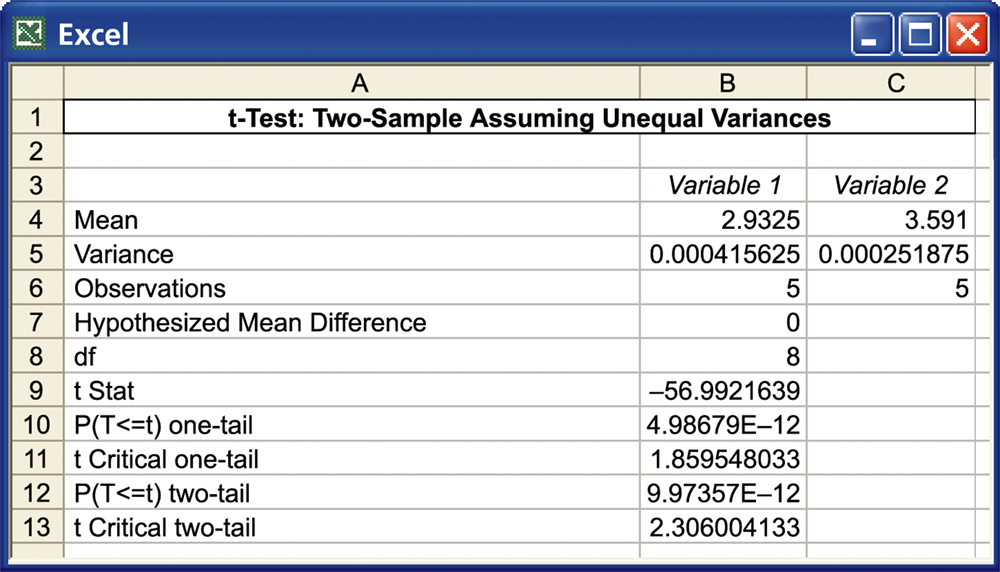 Excel
A B C
1 t-Test: Two-Sample Assuming Unequal Variances
2
3 Variable 1 Variable 2
4 Mean 2.9325 3.591
5 Variance 0.000415625 0.000251875
6 Observations 5 5
7 Hypothesized Mean Difference 0
8 df 8
9 t Stat –56.9921639
10 P(T<=t) one-tail 4.98679E–12
11 t Critical one-tail 1.859548033
12 P(T<=t) two-tail 9.97357E–12
13 t Critical two-tail 2.306004133